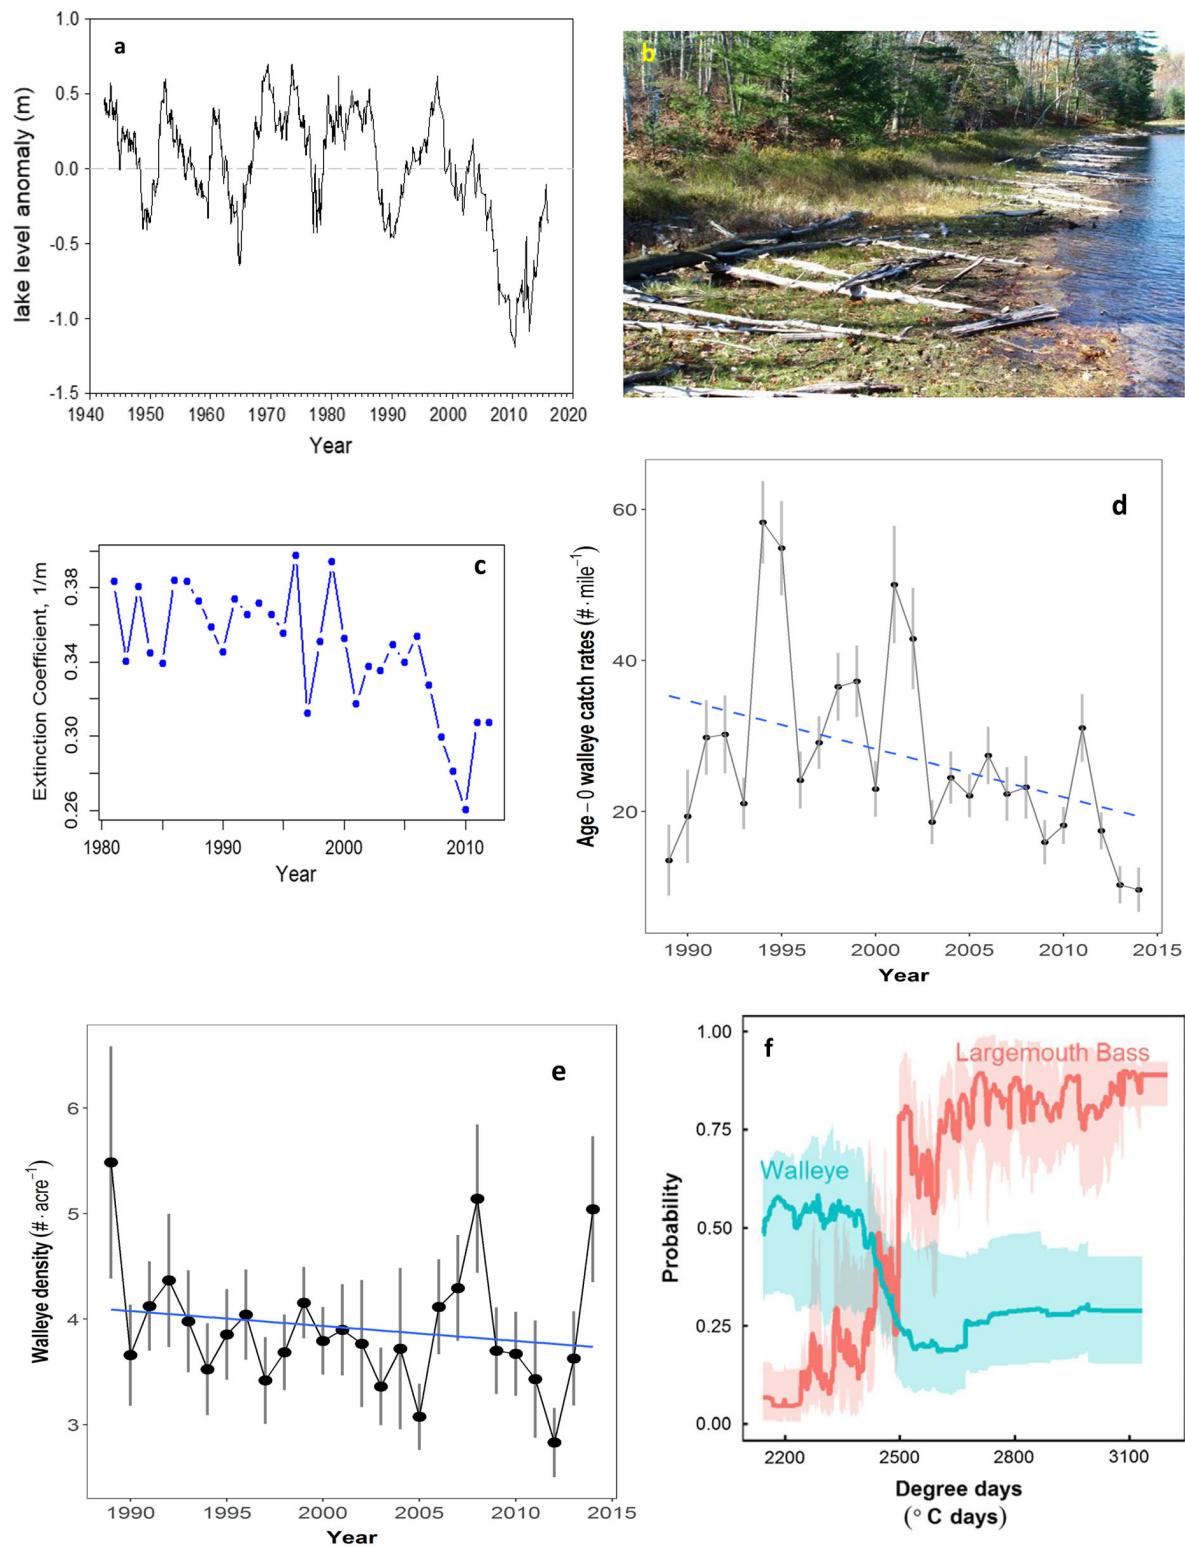 a
1.0
0.5
0.0
-0.5
-1.0
-1.5
lake level anomaly (m)
1940 1950 1960 1970 1980 1990 2000 2010 2020
Year
b
c
0.38
0.34
0.30
0.26
Extinction Coefficient, 1/m
1980 1990 2000 2010
Year
d
60
40
20
Age – 0 walleye catch rates (# · mile⁻¹)
1990 1995 2000 2005 2010 2015
Year
e
6
5
4
3
Walleye density (# · acre⁻¹)
1990 1995 2000 2005 2010 2015
Year
f
1.00
0.75
0.50
0.25
0.00
Probability
Largemouth Bass
Walleye
2200 2500 2800 3100
Degree days
(° C days)